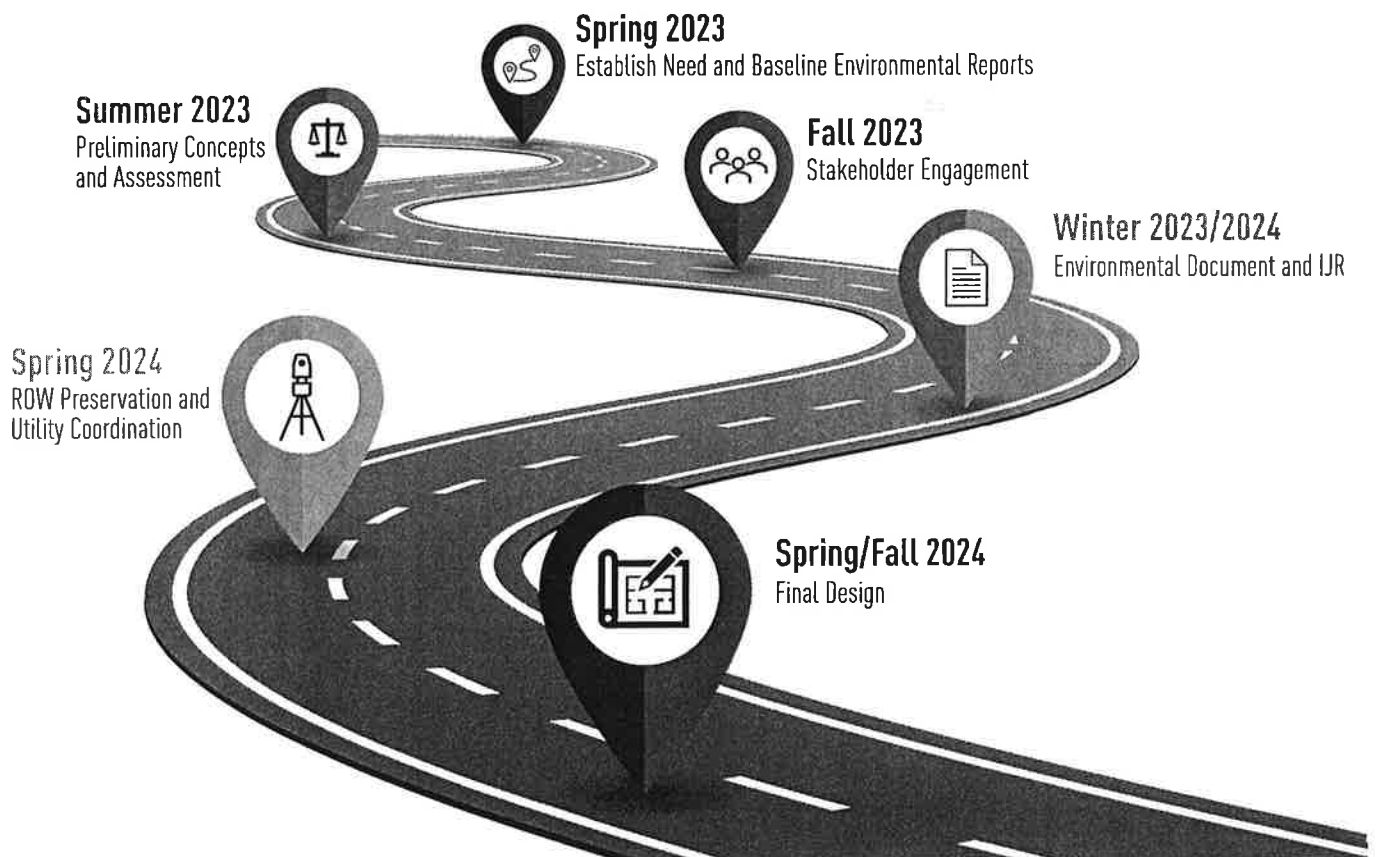 Spring 2023
Establish Need and Baseline Environmental Reports
Summer 2023
Preliminary Concepts
and Assessment
Fall 2023
Stakeholder Engagement
Winter 2023/2024
Environmental Document and IJR
Spring 2024
ROW Preservation and
Utility Coordination
Spring/Fall 2024
Final Design